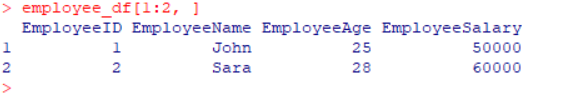 > employee_df[1:2, ]
  EmployeeID EmployeeName EmployeeAge EmployeeSalary
1          1         John          25          50000
2          2         Sara          28          60000
>